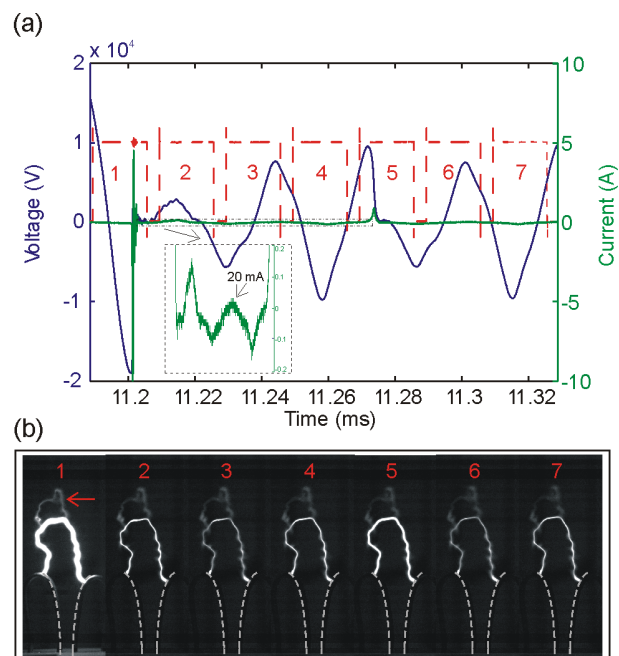 (a)
2 x 10⁴
1
0
-1
-2
Voltage (V)
10
5
0
-5
-10
Current (A)
1 2 3 4 5 6 7
20 mA
0.2
0.1
0
-0.1
-0.2
11.2 11.22 11.24 11.26 11.28 11.3 11.32
Time (ms)
(b)
1 2 3 4 5 6 7